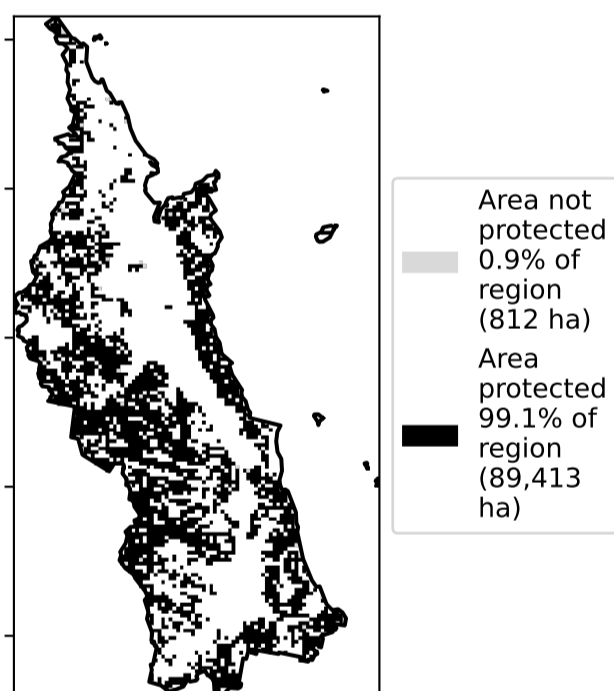 Area not
protected
0.9% of
region
(812 ha)
Area
protected
99.1% of
region
(89,413
ha)